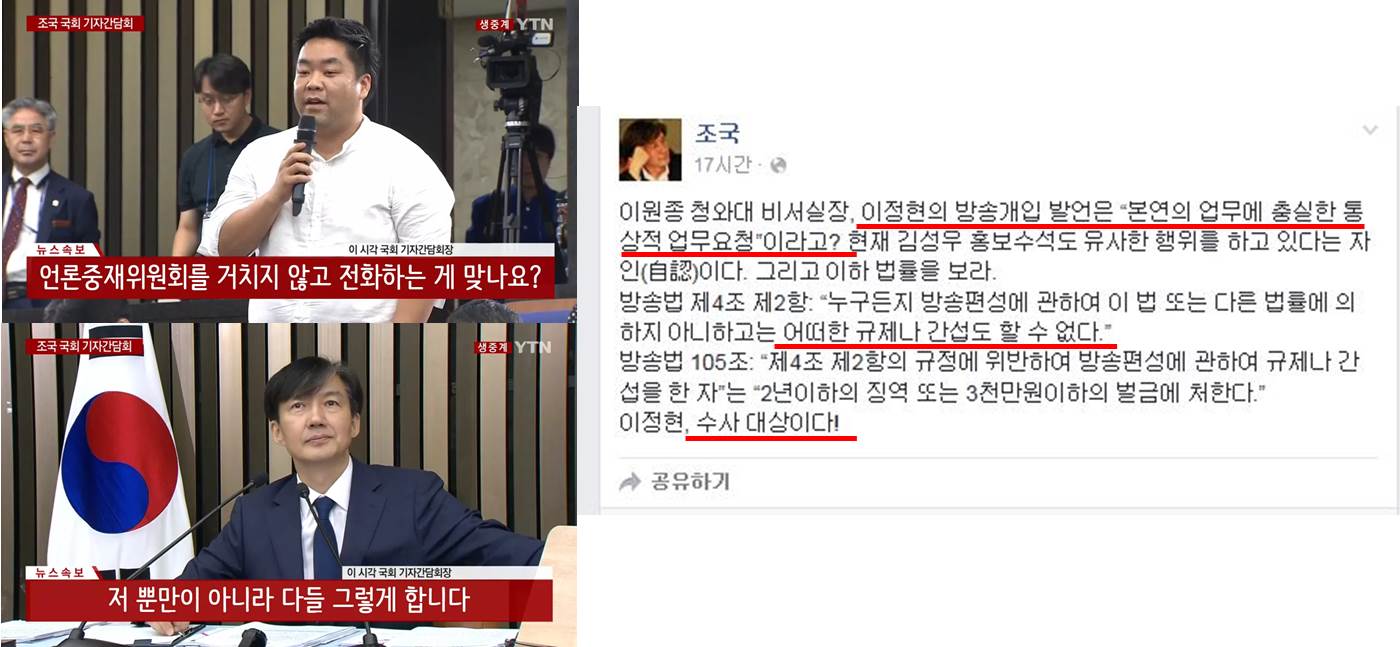 조국 국회 기자간담회
생중계 YTN
뉴스속보
이 시각 국회 기자간담회장
언론중재위원회를 거치지 않고 전화하는 게 맞나요?
조국 국회 기자간담회
생중계 YTN
뉴스속보
이 시각 국회 기자간담회장
저 뿐만이 아니라 다들 그렇게 합니다
조국
17시간 ·
이원종 청와대 비서실장, 이정현의 방송개입 발언은 “본연의 업무에 충실한 통
상적 업무요청”이라고? 현재 김성우 홍보수석도 유사한 행위를 하고 있다는 자
인(自認)이다. 그리고 이하 법률을 보라.
방송법 제4조 제2항: “누구든지 방송편성에 관하여 이 법 또는 다른 법률에 의
하지 아니하고는 어떠한 규제나 간섭도 할 수 없다.”
방송법 105조: “제4조 제2항의 규정에 위반하여 방송편성에 관하여 규제나 간
섭을 한 자”는 “2년이하의 징역 또는 3천만원이하의 벌금에 처한다.”
이정현, 수사 대상이다!
공유하기